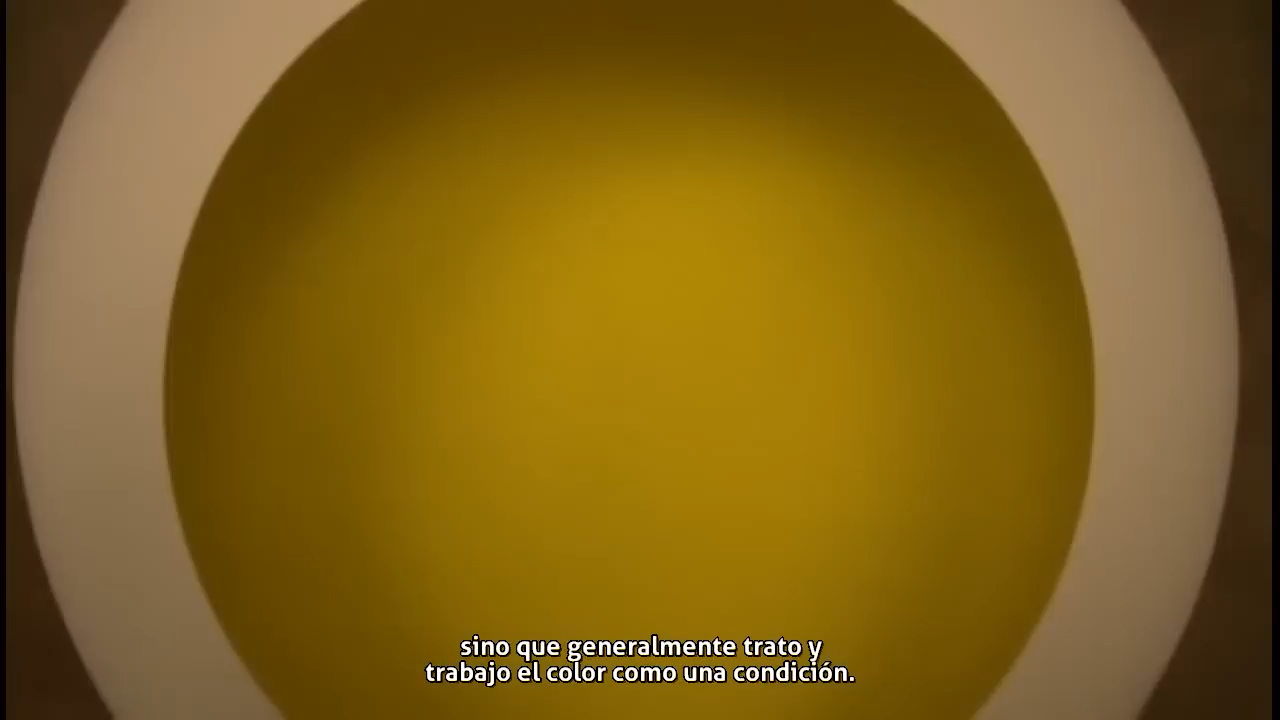 sino que generalmente trato y
trabajo el color como una condición.